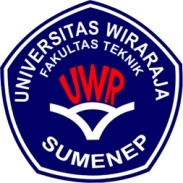 UNIVERSITAS WIRARAJA
FAKULTAS TEKNIK
UWR
SUMENEP